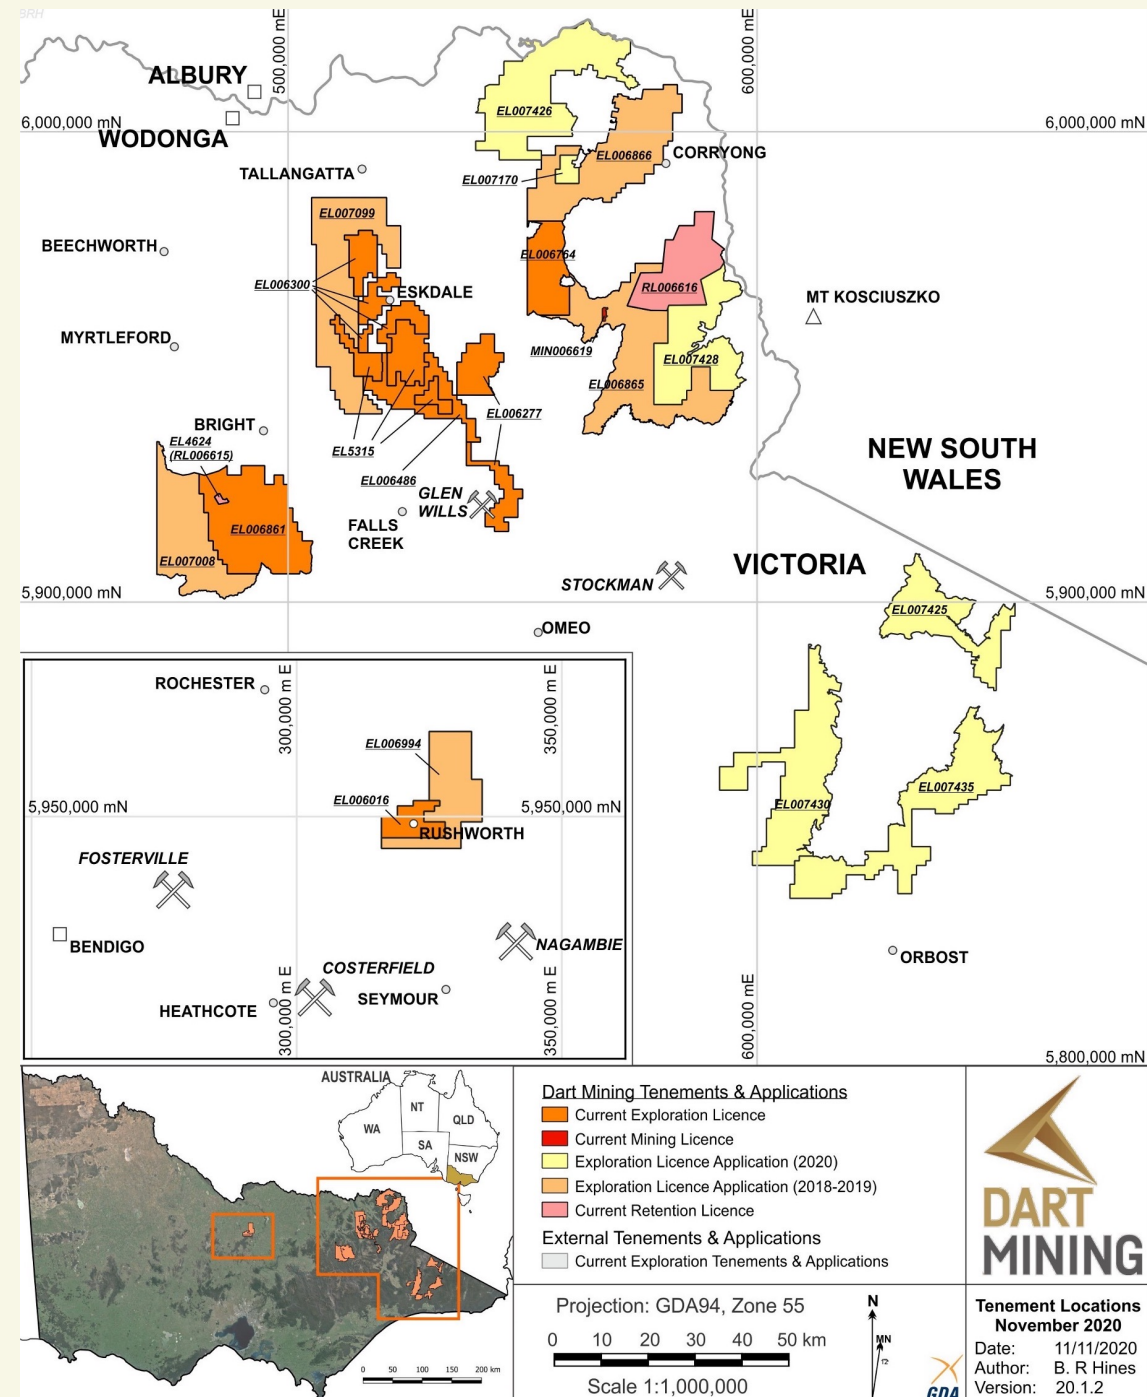 500,000 mE
600,000 mE
ALBURY
WODONGA
6,000,000 mN
6,000,000 mN
EL007426
EL006866
CORRYONG
EL007170
TALLANGATTA
EL007099
BEECHWORTH
EL006764
EL006300
ESKDALE
RL006616
MT KOSCIUSZKO
MYRTLEFORD
MIN006619
EL007428
EL006865
EL006277
BRIGHT
EL4624
(RL006615)
EL5315
EL006486
GLEN
WILLS
NEW SOUTH
WALES
EL006861
FALLS
CREEK
EL007008
STOCKMAN
VICTORIA
5,900,000 mN
5,900,000 mN
EL007425
OMEO
ROCHESTER
300,000 m E
350,000 m E
EL006994
EL006016
5,950,000 mN
5,950,000 mN
RUSHWORTH
EL007435
EL007430
FOSTERVILLE
BENDIGO
NAGAMBIE
COSTERFIELD
SEYMOUR
HEATHCOTE
300,000 m E
350,000 m E
ORBOST
600,000 mE
5,800,000 mN
AUSTRALIA
WA
NT
QLD
SA
NSW
0 50 100 150 200 km
Dart Mining Tenements & Applications
Current Exploration Licence
Current Mining Licence
Exploration Licence Application (2020)
Exploration Licence Application (2018-2019)
Current Retention Licence
External Tenements & Applications
Current Exploration Tenements & Applications
DART
MINING
Projection: GDA94, Zone 55
0 10 20 30 40 50 km
Scale 1:1,000,000
N
MN
GDA
Tenement Locations
November 2020
Date: 11/11/2020
Author: B. R Hines
Version: 20.1.2